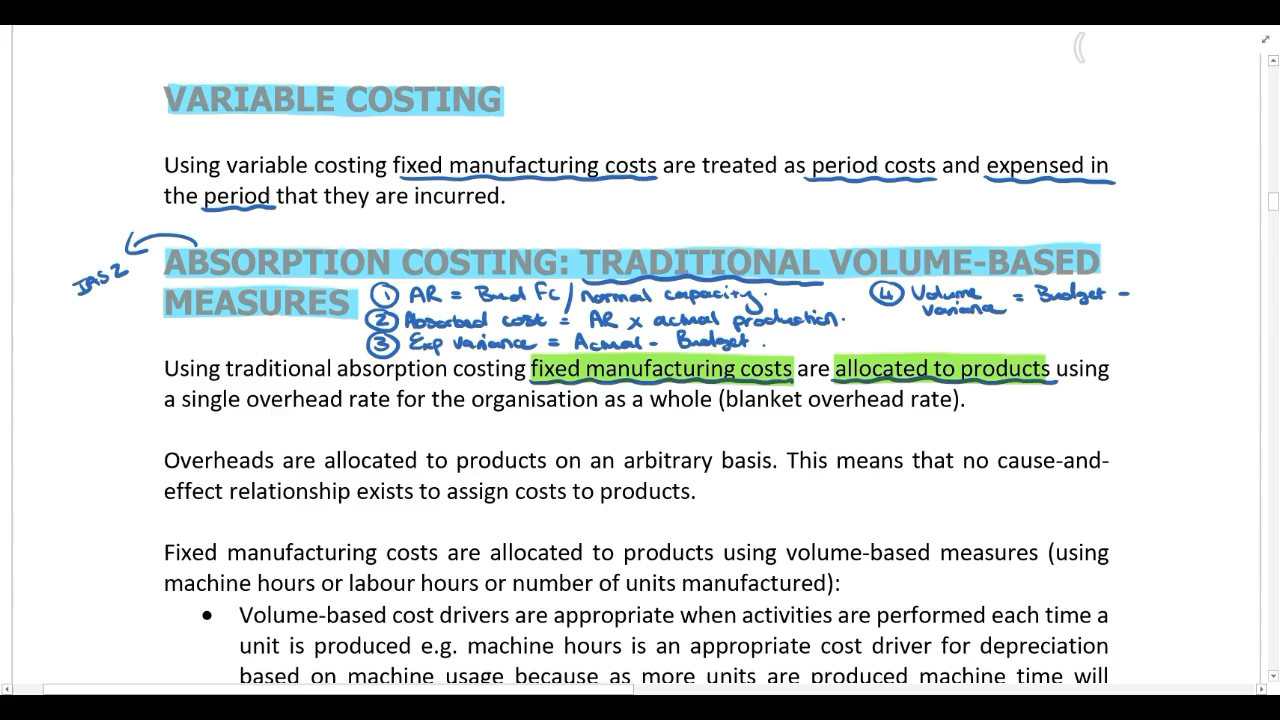 VARIABLE COSTING
Using variable costing fixed manufacturing costs are treated as period costs and expensed in
the period that they are incurred.
ABSORPTION COSTING: TRADITIONAL VOLUME-BASED
IAS 2
MEASURES
① AR = Bud Fc / normal capacity.
④ Volume variance = Budget -
② Absorbed cost = AR x actual production.
③ Exp variance = Actual - Budget.
Using traditional absorption costing fixed manufacturing costs are allocated to products using
a single overhead rate for the organisation as a whole (blanket overhead rate).
Overheads are allocated to products on an arbitrary basis. This means that no cause-and-
effect relationship exists to assign costs to products.
Fixed manufacturing costs are allocated to products using volume-based measures (using
machine hours or labour hours or number of units manufactured):
• Volume-based cost drivers are appropriate when activities are performed each time a
unit is produced e.g. machine hours is an appropriate cost driver for depreciation
based on machine usage because as more units are produced machine time will